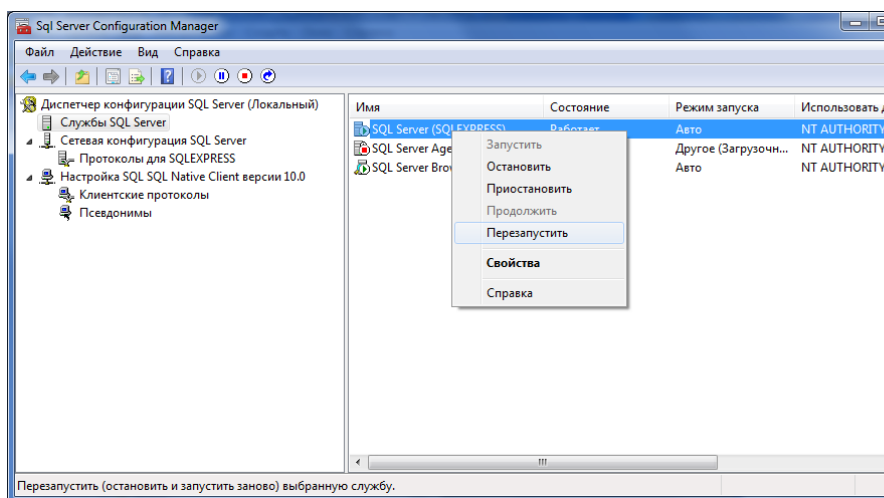 Sql Server Configuration Manager
Файл Действие Вид Справка
Диспетчер конфигурации SQL Server (Локальный)
Службы SQL Server
Сетевая конфигурация SQL Server
Протоколы для SQLEXPRESS
Настройка SQL SQL Native Client версии 10.0
Клиентские протоколы
Псевдонимы
Имя Состояние Режим запуска Использовать
SQL Server (SQLEXPRESS) Работает Авто NT AUTHORITY
SQL Server Age Другое (Загрузочн... NT AUTHORITY
SQL Server Brov Авто NT AUTHORITY
Запустить
Остановить
Приостановить
Продолжить
Перезапустить
Свойства
Справка
Перезапустить (остановить и запустить заново) выбранную службу.